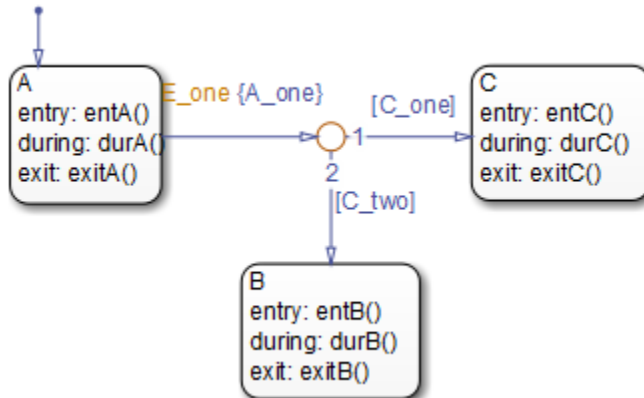 A
entry: entA()
during: durA()
exit: exitA()
E_one {A_one}
[C_one]
1
2
C
entry: entC()
during: durC()
exit: exitC()
[C_two]
B
entry: entB()
during: durB()
exit: exitB()